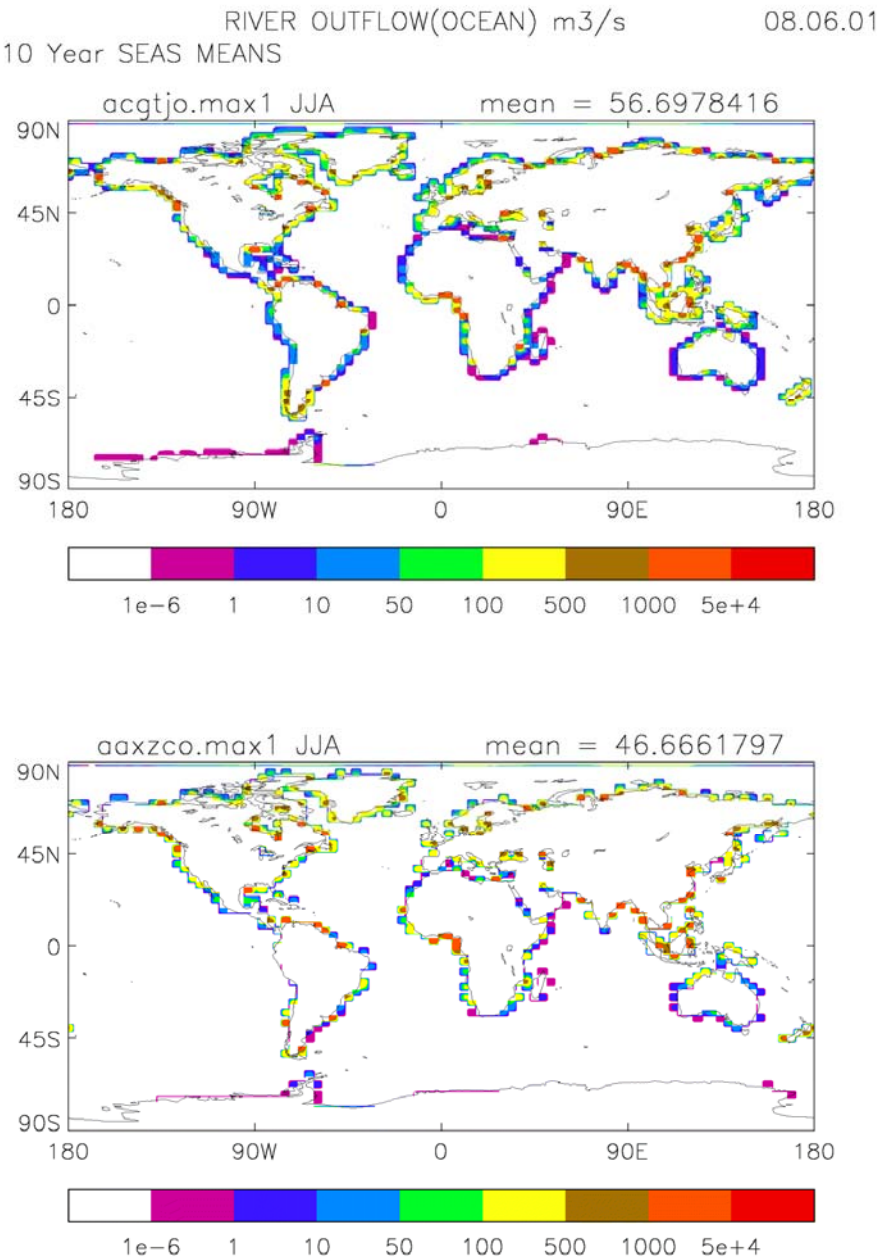 RIVER OUTFLOW(OCEAN) m3/s 08.06.01
10 Year SEAS MEANS
acgtjo.max1 JJA mean = 56.6978416
90N
45N
0
45S
90S
180 90W 0 90E 180
1e-6 1 10 50 100 500 1000 5e+4
aaxzco.max1 JJA mean = 46.6661797
90N
45N
0
45S
90S
180 90W 0 90E 180
1e-6 1 10 50 100 500 1000 5e+4